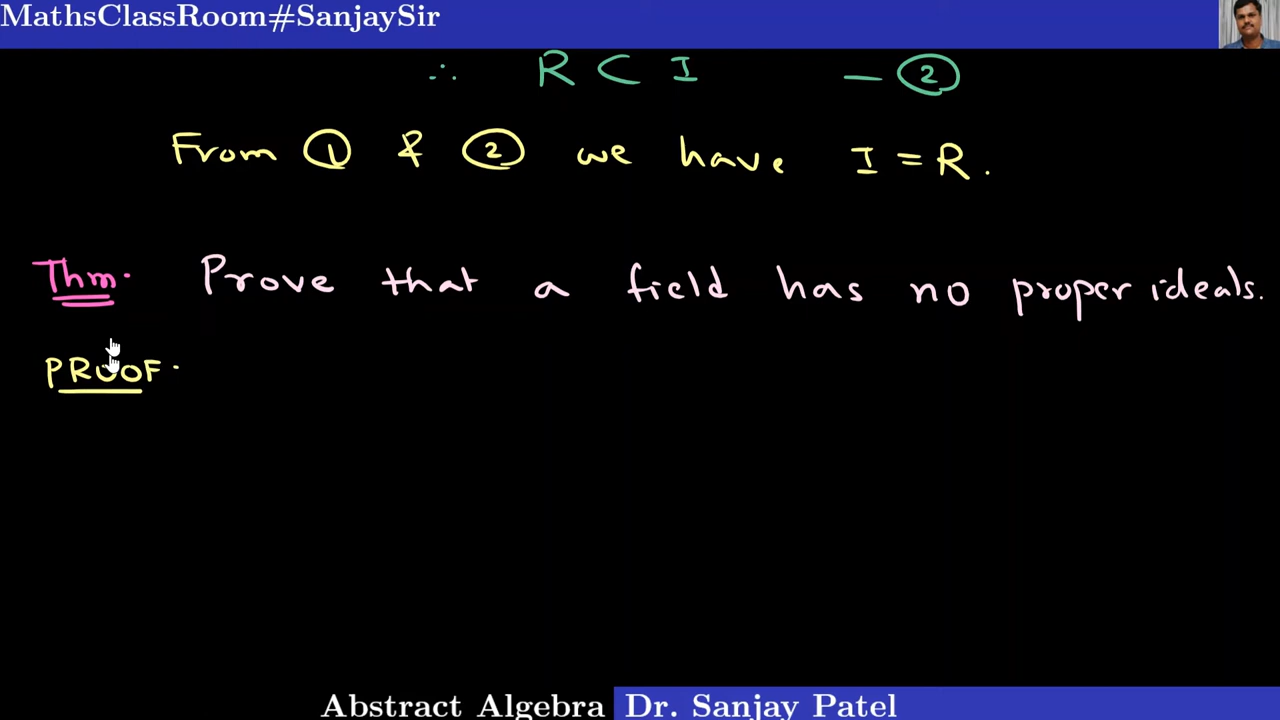 MathsClassRoom#SanjaySir
∴ R ⊂ I — ②
From ① & ② we have I = R.
Thm. Prove that a field has no proper ideals.
PROOF.
Abstract Algebra Dr. Sanjay Patel